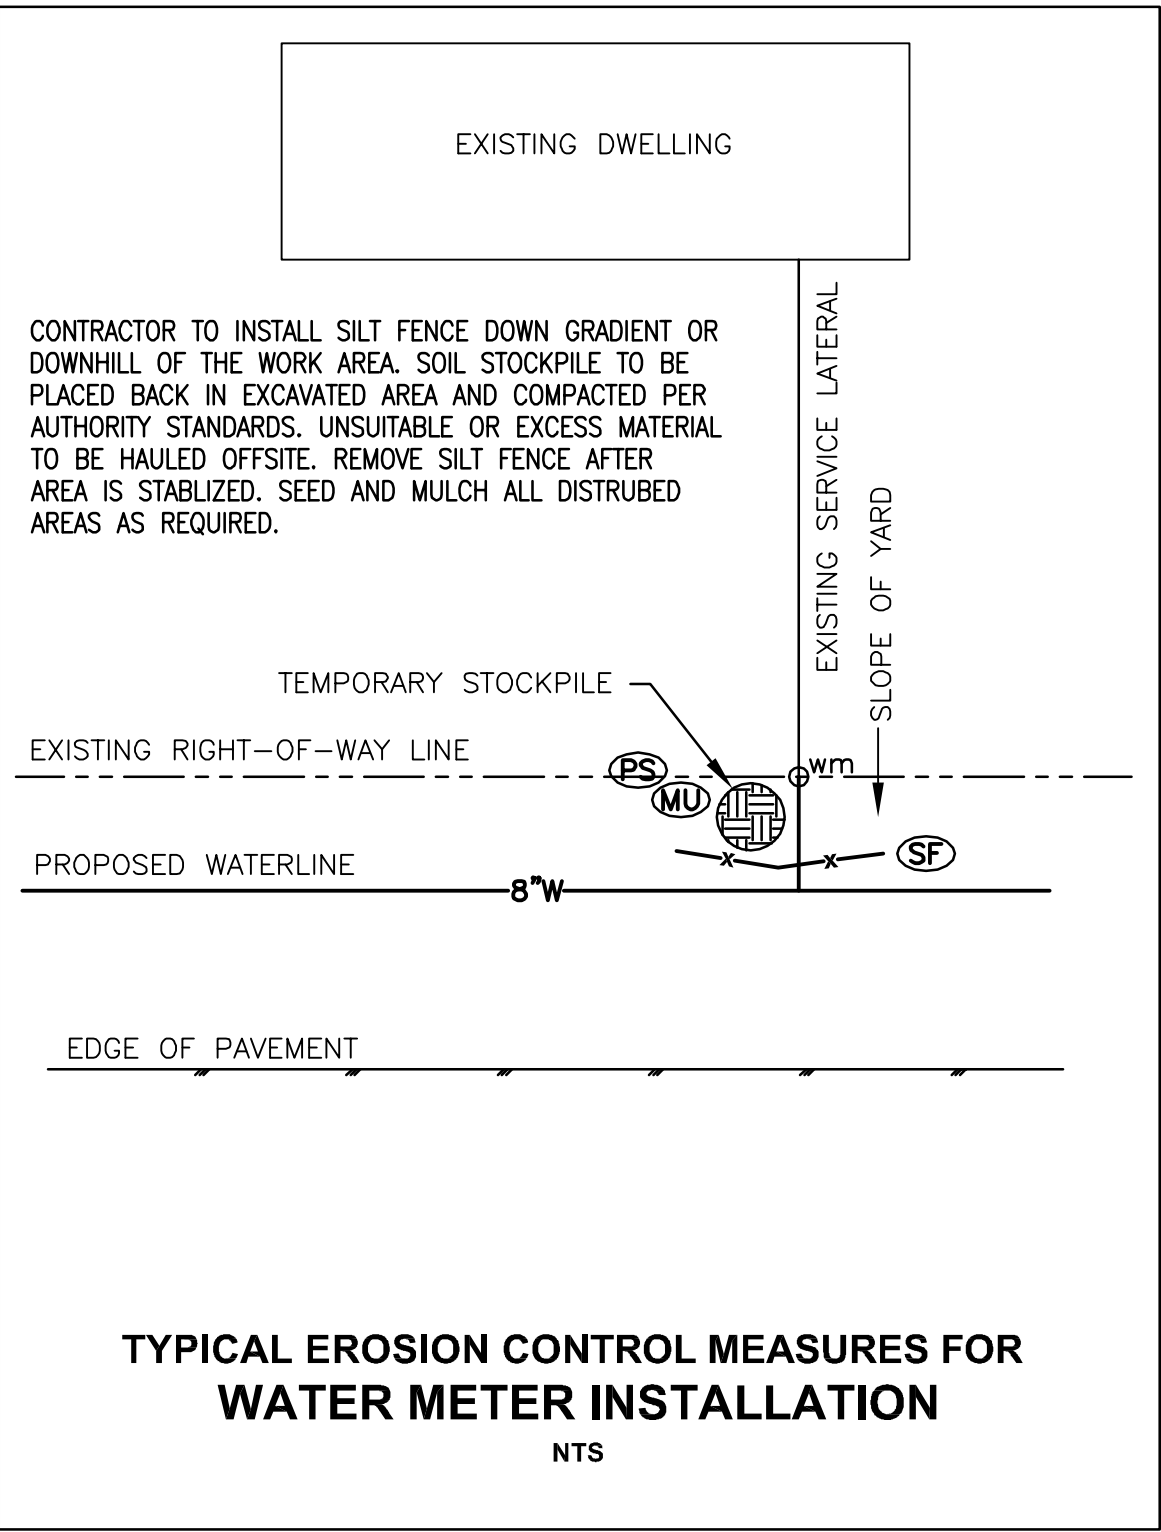 EXISTING DWELLING
CONTRACTOR TO INSTALL SILT FENCE DOWN GRADIENT OR
DOWNHILL OF THE WORK AREA. SOIL STOCKPILE TO BE
PLACED BACK IN EXCAVATED AREA AND COMPACTED PER
AUTHORITY STANDARDS. UNSUITABLE OR EXCESS MATERIAL
TO BE HAULED OFFSITE. REMOVE SILT FENCE AFTER
AREA IS STABLIZED. SEED AND MULCH ALL DISTRUBED
AREAS AS REQUIRED.
EXISTING SERVICE LATERAL
SLOPE OF YARD
TEMPORARY STOCKPILE
EXISTING RIGHT-OF-WAY LINE
PS
wm
MU
PROPOSED WATERLINE
x
x
SF
8"W
EDGE OF PAVEMENT
TYPICAL EROSION CONTROL MEASURES FOR
WATER METER INSTALLATION
NTS